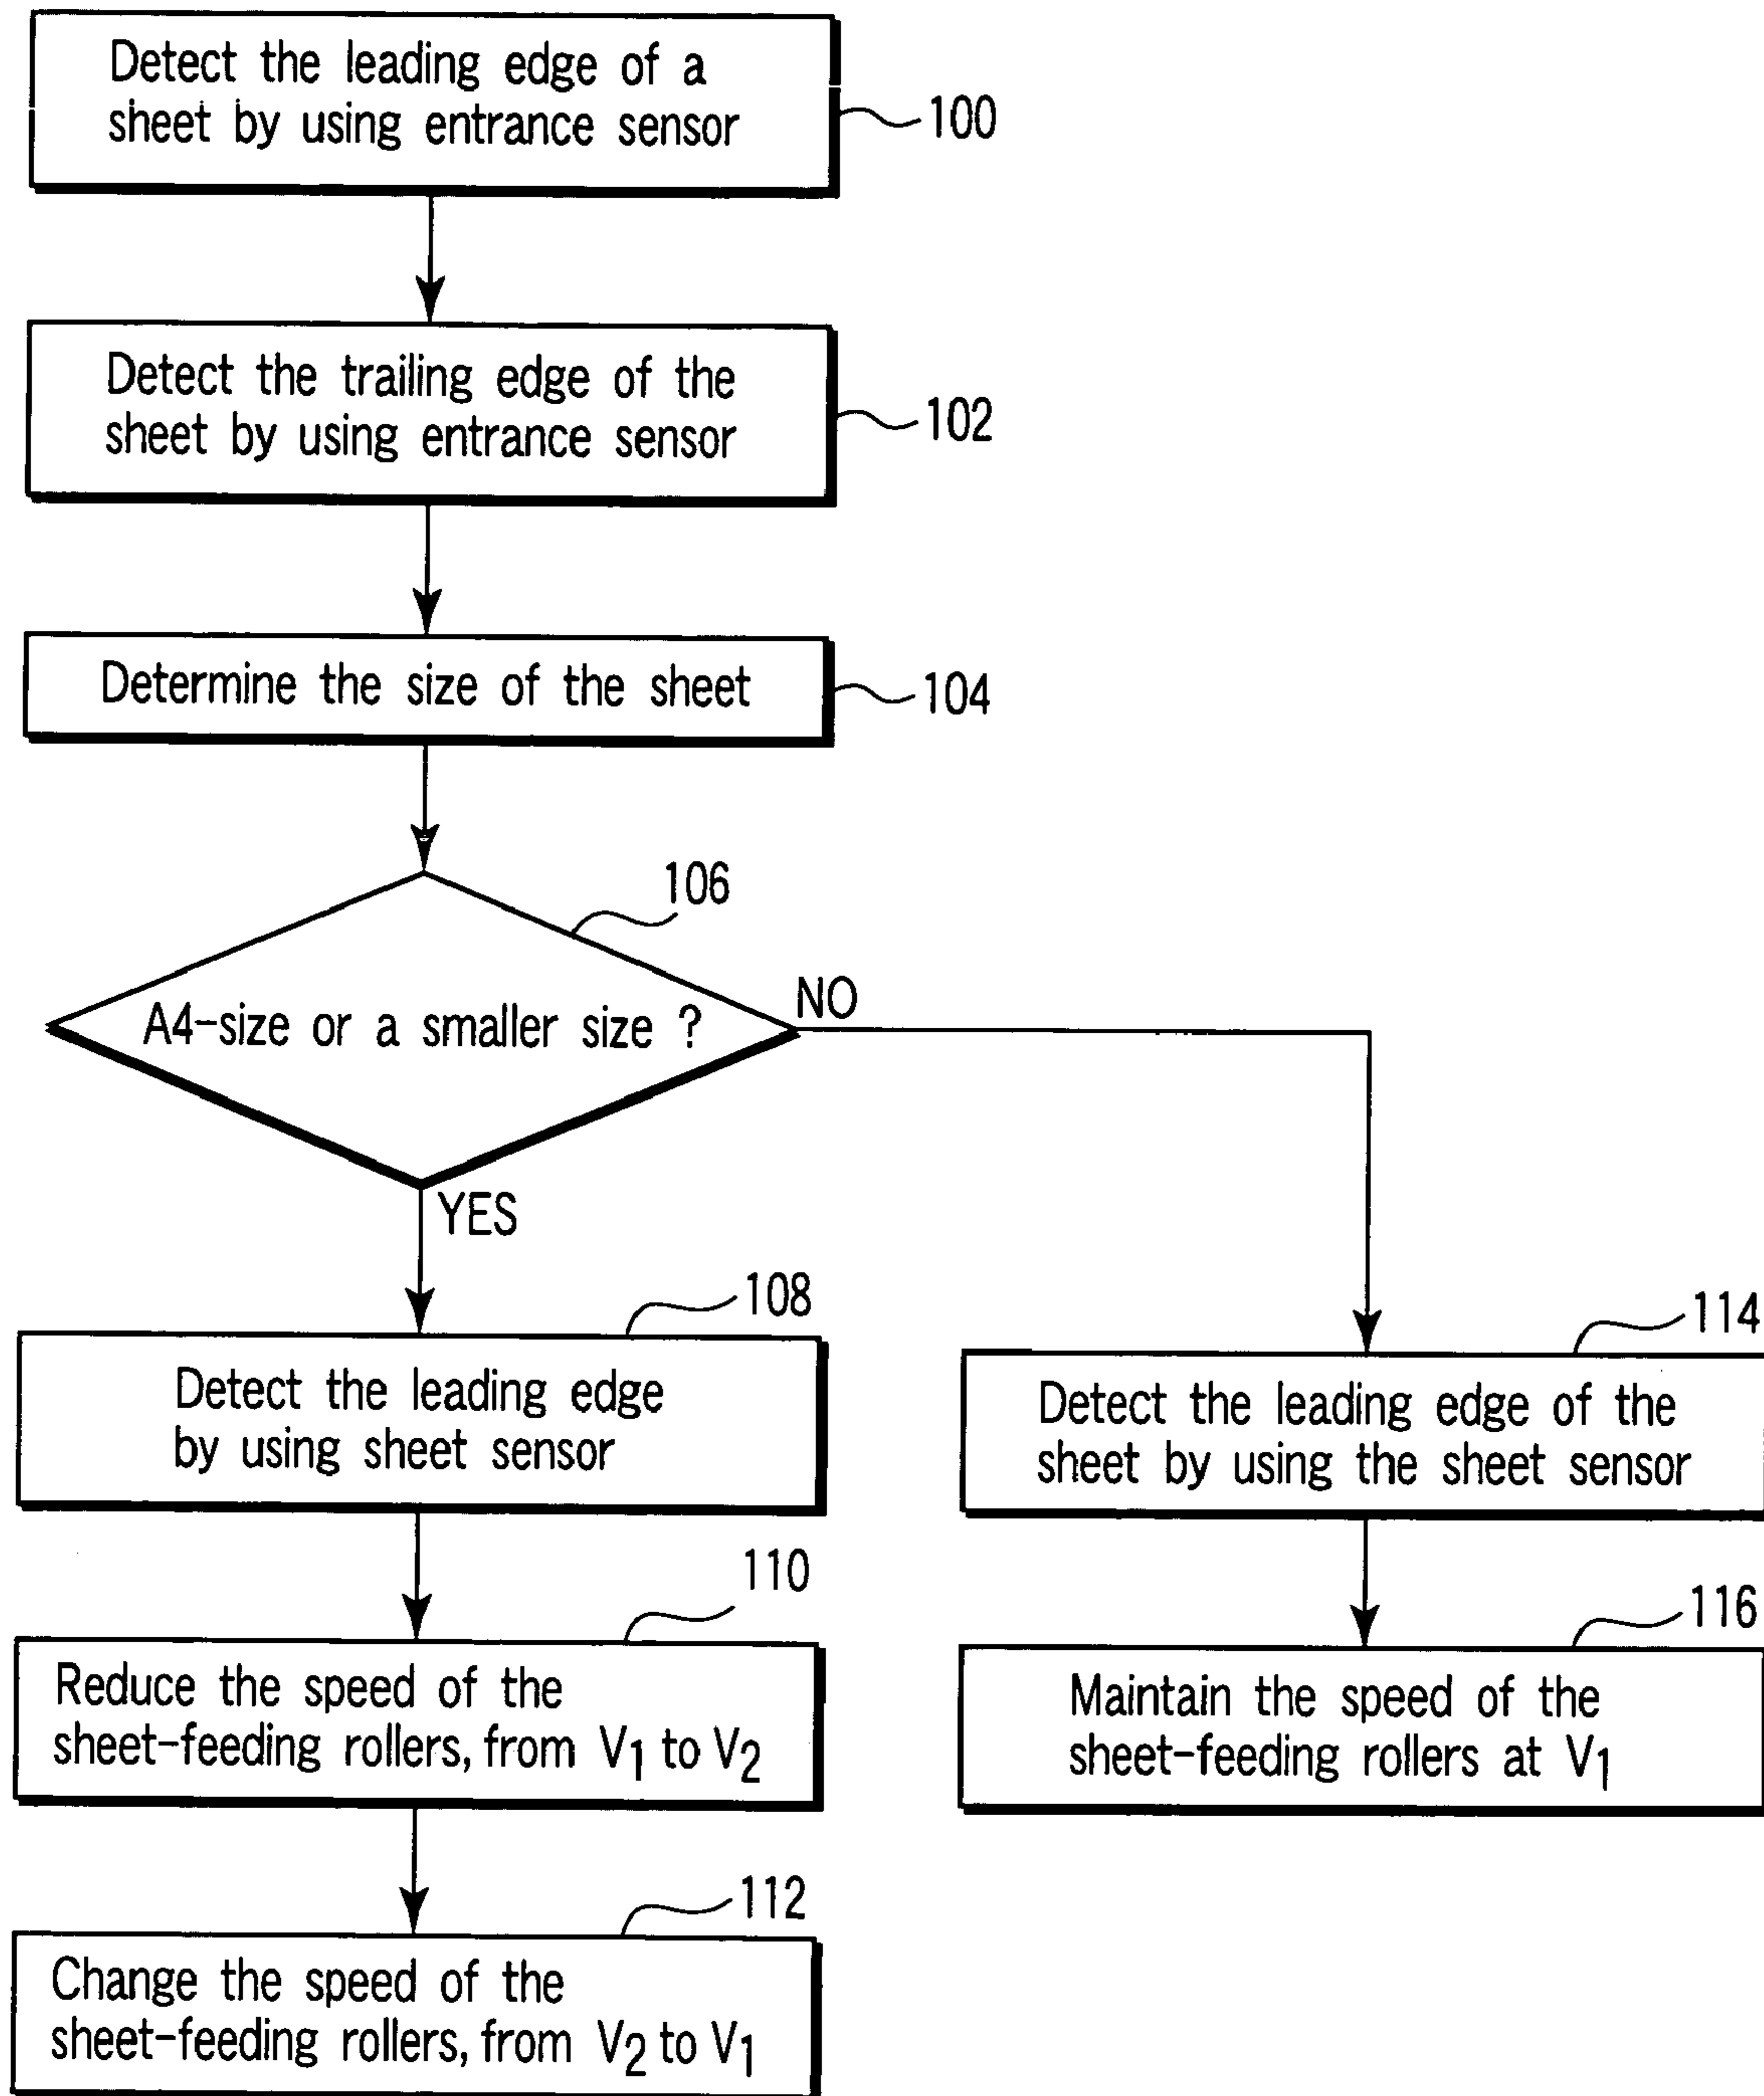 Detect the leading edge of a
sheet by using entrance sensor
100
Detect the trailing edge of the
sheet by using entrance sensor
102
Determine the size of the sheet
104
106
A4-size or a smaller size ?
NO
YES
108
Detect the leading edge
by using sheet sensor
110
Reduce the speed of the
sheet-feeding rollers, from V1 to V2
112
Change the speed of the
sheet-feeding rollers, from V2 to V1
114
Detect the leading edge of the
sheet by using the sheet sensor
116
Maintain the speed of the
sheet-feeding rollers at V1